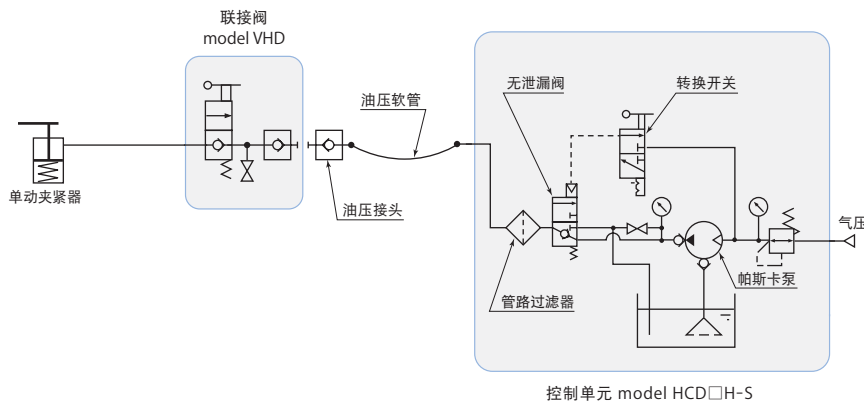 联接阀
model VHD
无泄漏阀
转换开关
油压软管
单动夹紧器
油压接头
气压
管路过滤器
帕斯卡泵
控制单元 model HCD□H-S